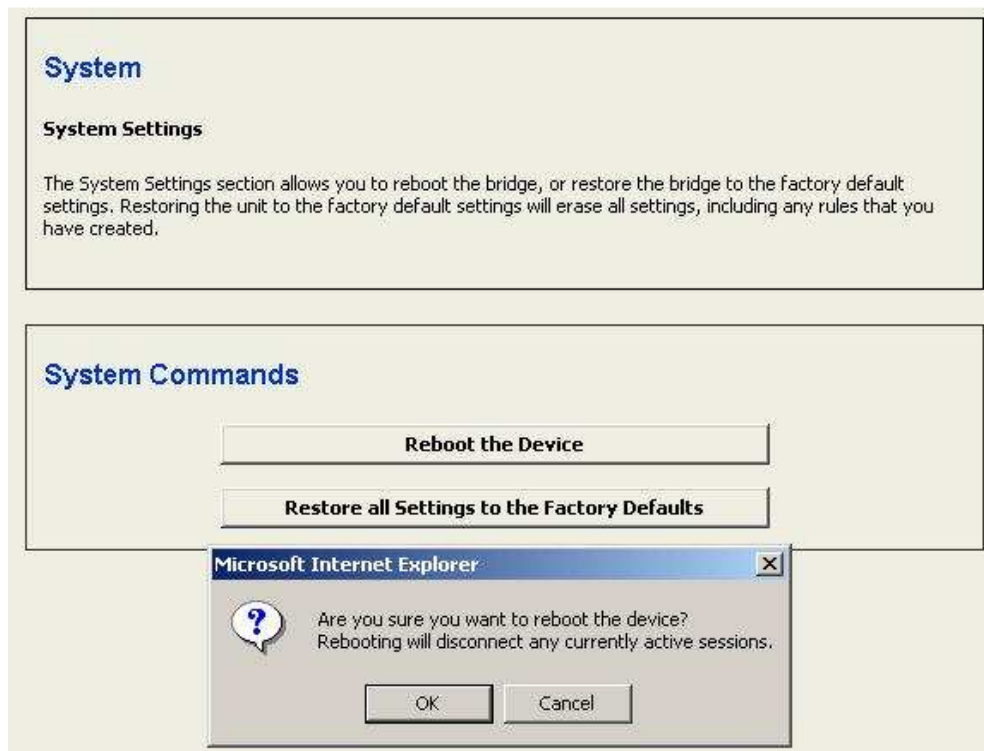 System
System Settings
The System Settings section allows you to reboot the bridge, or restore the bridge to the factory default
settings. Restoring the unit to the factory default settings will erase all settings, including any rules that you
have created.
System Commands
Reboot the Device
Restore all Settings to the Factory Defaults
Microsoft Internet Explorer
Are you sure you want to reboot the device?
Rebooting will disconnect any currently active sessions.
OK
Cancel